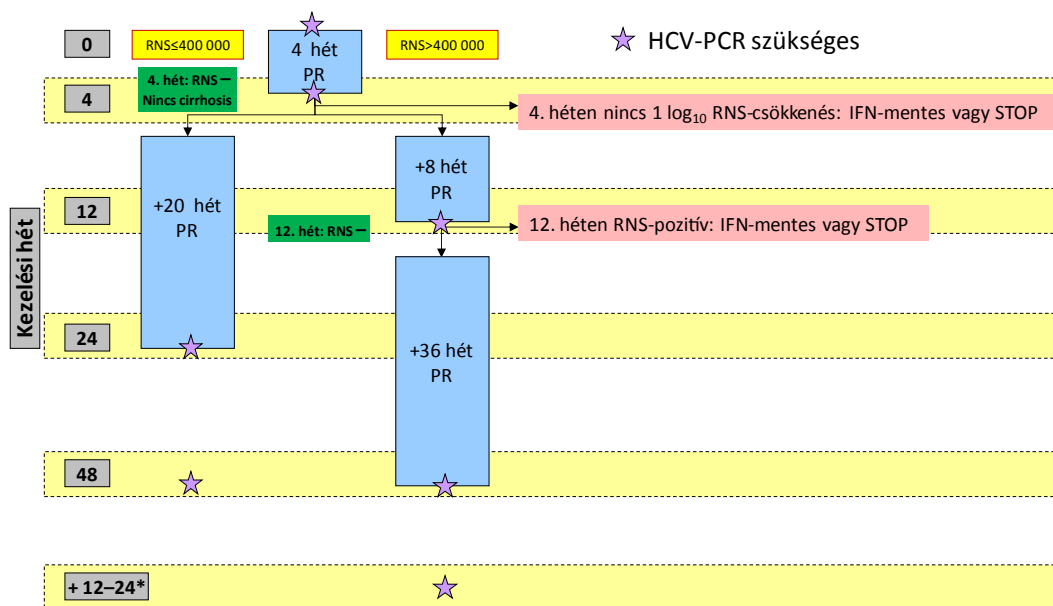 0
RNS≤400 000
4 hét
PR
RNS>400 000
HCV-PCR szükséges
4. hét: RNS –
Nincs cirrhosis
4
4. héten nincs 1 log₁₀ RNS-csökkenés: IFN-mentes vagy STOP
+8 hét
PR
12
+20 hét
PR
12. hét: RNS –
12. héten RNS-pozitív: IFN-mentes vagy STOP
Kezelési hét
24
+36 hét
PR
48
+ 12–24*